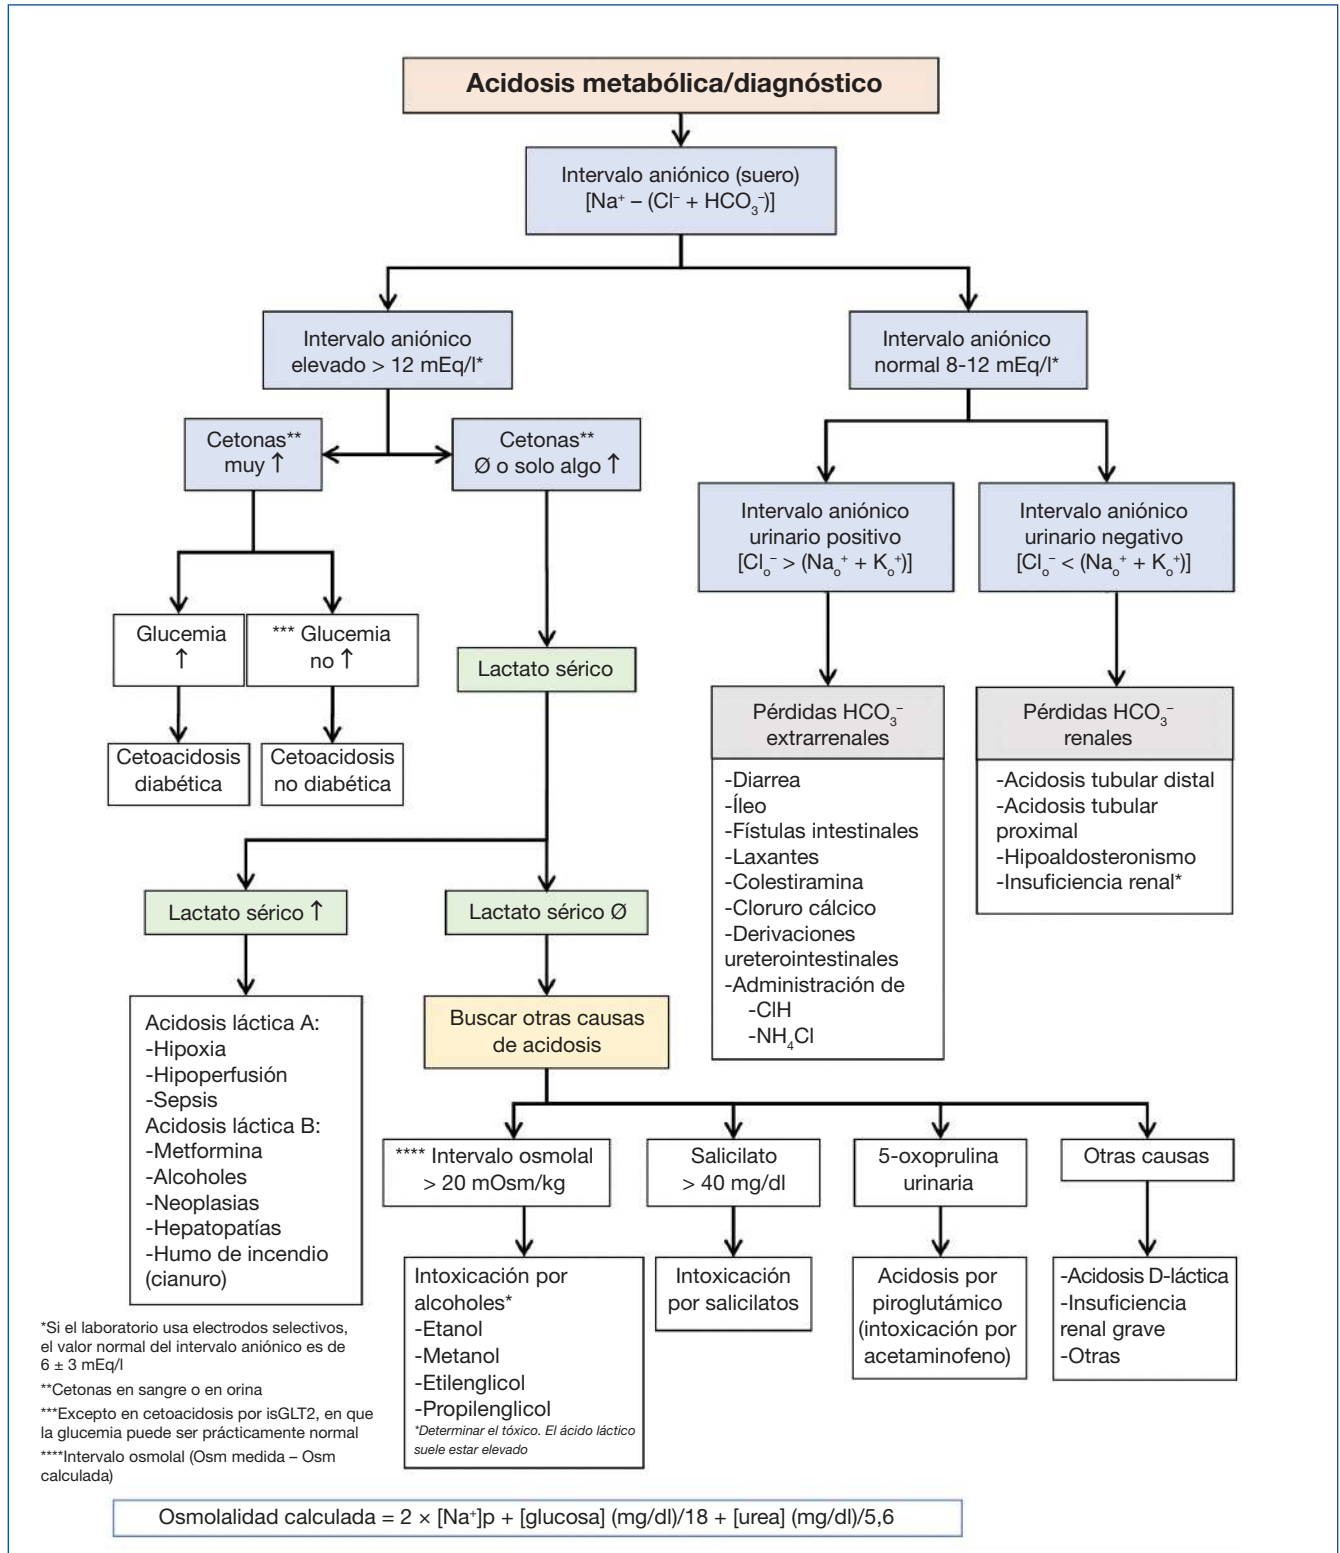 Acidosis metabólica/diagnóstico
Intervalo aniónico (suero)
[Na⁺ – (Cl⁻ + HCO₃⁻)]
Intervalo aniónico
elevado > 12 mEq/l*
Intervalo aniónico
normal 8-12 mEq/l*
Cetonas**
muy ↑
Cetonas**
Ø o solo algo ↑
Intervalo aniónico
urinario positivo
[Clₒ⁻ > (Naₒ⁺ + Kₒ⁺)]
Intervalo aniónico
urinario negativo
[Clₒ⁻ < (Naₒ⁺ + Kₒ⁺)]
Glucemia
↑
*** Glucemia
no ↑
Lactato sérico
Cetoacidosis
diabética
Cetoacidosis
no diabética
Pérdidas HCO₃⁻
extrarrenales
-Diarrea
-Íleo
-Fístulas intestinales
-Laxantes
-Colestiramina
-Cloruro cálcico
-Derivaciones
ureterointestinales
-Administración de
-ClH
-NH₄Cl
Pérdidas HCO₃⁻
renales
-Acidosis tubular distal
-Acidosis tubular
proximal
-Hipoaldosteronismo
-Insuficiencia renal*
Lactato sérico ↑
Lactato sérico Ø
Acidosis láctica A:
-Hipoxia
-Hipoperfusión
-Sepsis
Acidosis láctica B:
-Metformina
-Alcoholes
-Neoplasias
-Hepatopatías
-Humo de incendio
(cianuro)
Buscar otras causas
de acidosis
**** Intervalo osmolal
> 20 mOsm/kg
Salicilato
> 40 mg/dl
5-oxoprulina
urinaria
Otras causas
Intoxicación por
alcoholes*
-Etanol
-Metanol
-Etilenglicol
-Propilenglicol
*Determinar el tóxico. El ácido láctico
suele estar elevado
Intoxicación
por salicilatos
Acidosis por
piroglutámico
(intoxicación por
acetaminofeno)
-Acidosis D-láctica
-Insuficiencia
renal grave
-Otras
*Si el laboratorio usa electrodos selectivos,
el valor normal del intervalo aniónico es de
6 ± 3 mEq/l
**Cetonas en sangre o en orina
***Excepto en cetoacidosis por isGLT2, en que
la glucemia puede ser prácticamente normal
****Intervalo osmolal (Osm medida – Osm
calculada)
Osmolalidad calculada = 2 × [Na⁺]p + [glucosa] (mg/dl)/18 + [urea] (mg/dl)/5,6